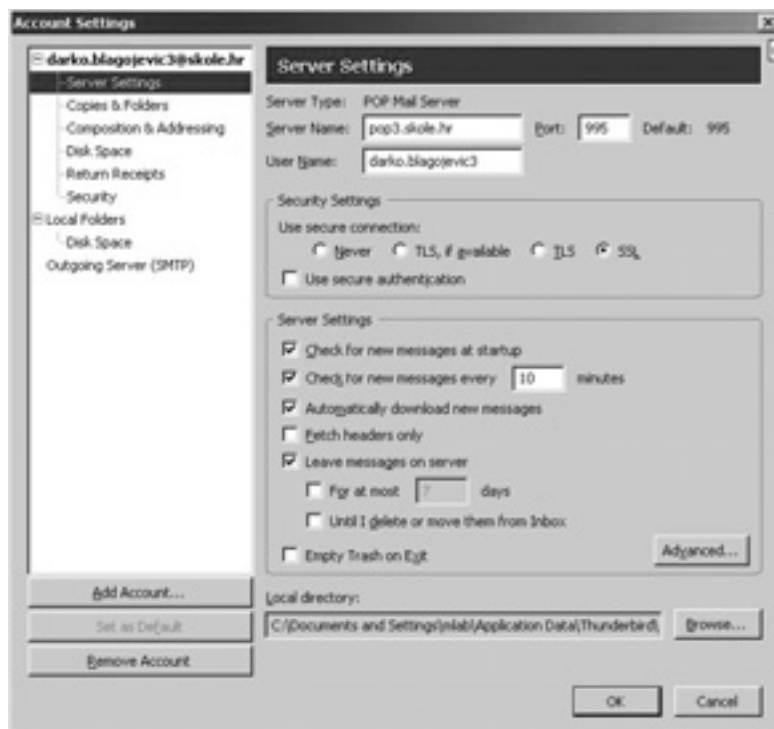 Account Settings
darko.blagojevic3@skole.hr
Server Settings
Copies & Folders
Composition & Addressing
Disk Space
Return Receipts
Security
Local Folders
Disk Space
Outgoing Server (SMTP)
Add Account...
Set as Default
Remove Account
Server Settings
Server Type: POP Mail Server
Server Name: pop3.skole.hr Port: 995 Default: 995
User Name: darko.blagojevic3
Security Settings
Use secure connection:
Never TLS, if available TLS SSL
Use secure authentication
Server Settings
Check for new messages at startup
Check for new messages every 10 minutes
Automatically download new messages
Fetch headers only
Leave messages on server
For at most 7 days
Until I delete or move them from Inbox
Empty Trash on Exit
Advanced...
Local directory:
C:\Documents and Settings\mlab\Application Data\Thunderbird\ Browse...
OK Cancel